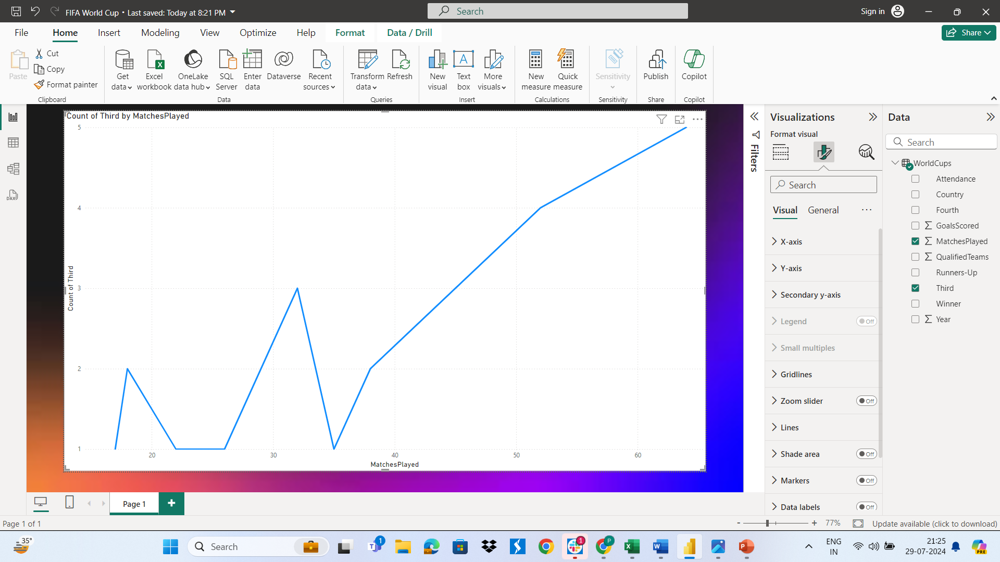 FIFA World Cup • Last saved: Today at 8:21 PM
Search
Sign in
File
Home
Insert
Modeling
View
Optimize
Help
Format
Data / Drill
Share
Paste
Cut
Copy
Format painter
Clipboard
Get
data
Excel
workbook
OneLake
data hub
SQL
Server
Enter
data
Dataverse
Recent
sources
Data
Transform
data
Refresh
Queries
New
visual
Text
box
More
visuals
Insert
New
measure
Quick
measure
Calculations
Sensitivity
Sensitivity
Publish
Share
Copilot
Copilot
DAX
Count of Third by MatchesPlayed
5
4
3
2
1
Count of Third
20
30
40
50
60
MatchesPlayed
Filters
Visualizations
Format visual
Search
Visual
General
X-axis
Y-axis
Secondary y-axis
Legend
Off
Small multiples
Gridlines
Zoom slider
Off
Lines
Shade area
Off
Markers
Off
Data labels
Off
Data
Search
WorldCups
Attendance
Country
Fourth
∑ GoalsScored
∑ MatchesPlayed
∑ QualifiedTeams
Runners-Up
Third
Winner
∑ Year
Page 1
Page 1 of 1
- + 77%
Update available (click to download)
35°
Search
1
1
P
ENG
IN
21:25
29-07-2024
PRE